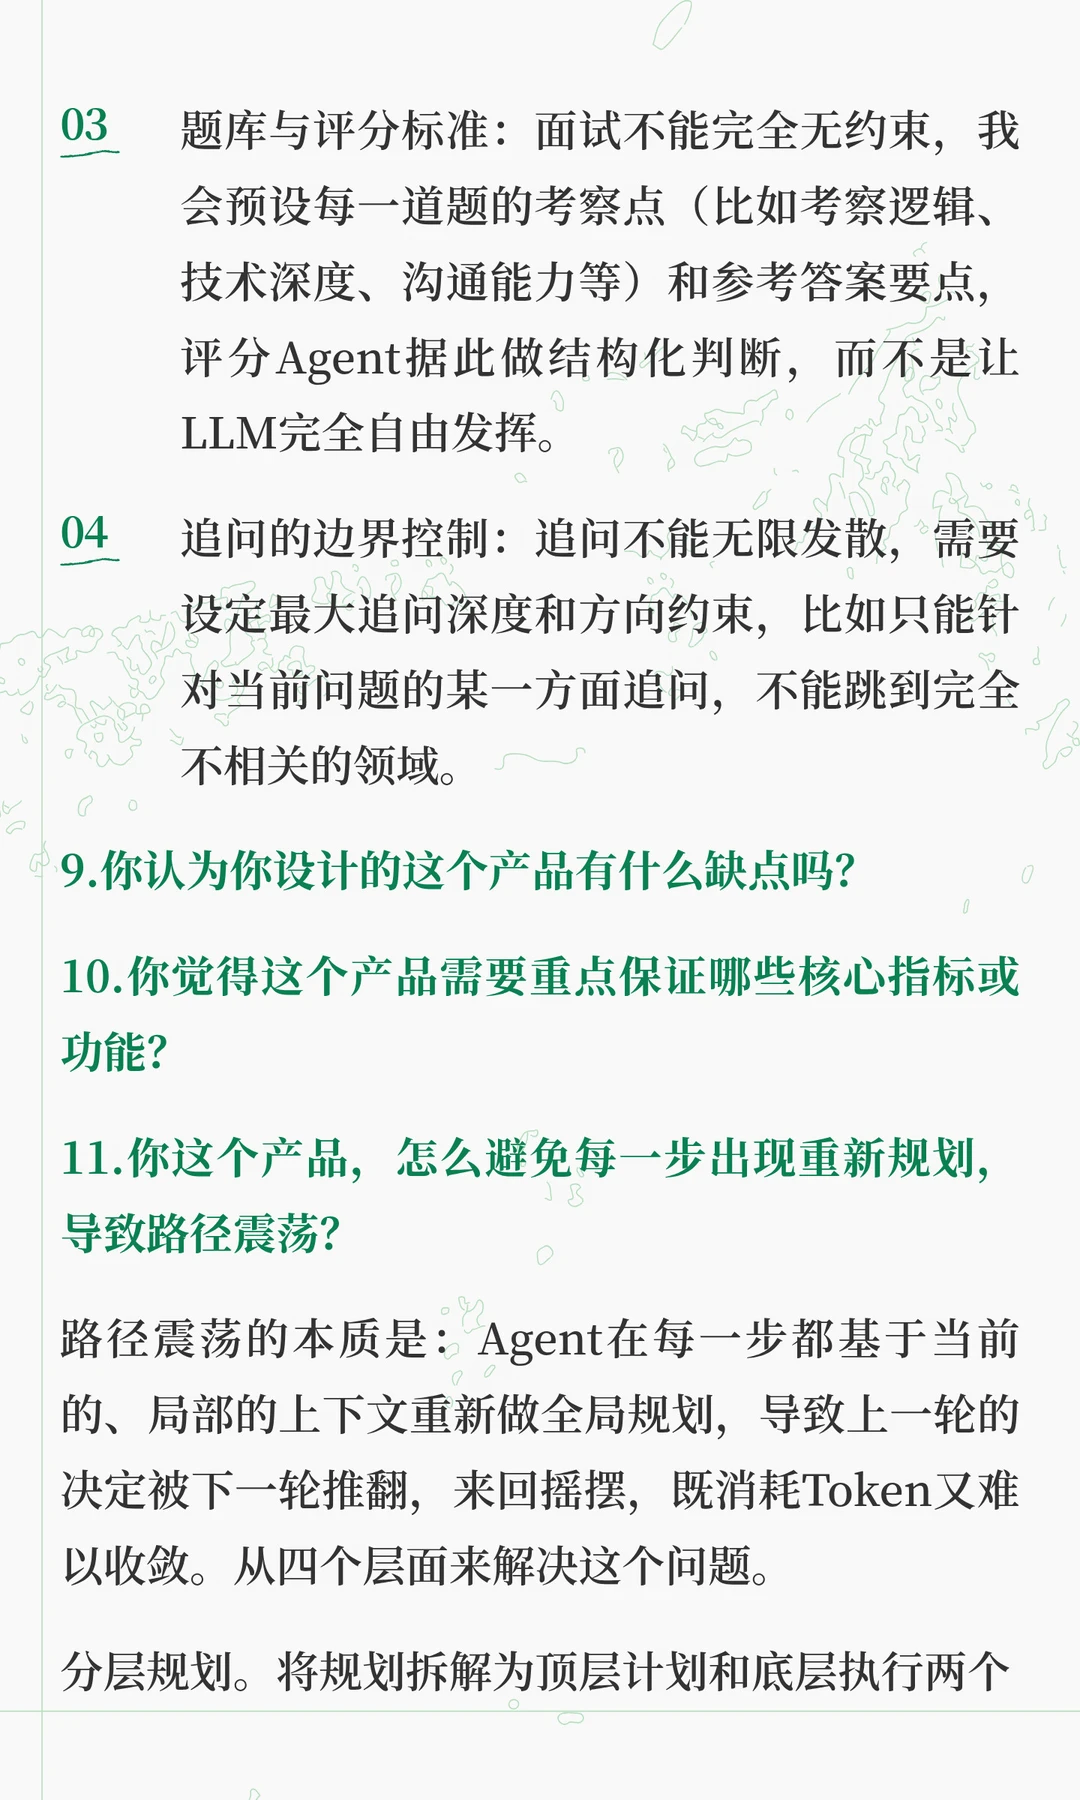 03 题库与评分标准：面试不能完全无约束，我
会预设每一道题的考察点（比如考察逻辑、
技术深度、沟通能力等）和参考答案要点，
评分Agent据此做结构化判断，而不是让
LLM完全自由发挥。
04 追问的边界控制：追问不能无限发散，需要
设定最大追问深度和方向约束，比如只能针
对当前问题的某一方面追问，不能跳到完全
不相关的领域。
9.你认为你设计的这个产品有什么缺点吗？
10.你觉得这个产品需要重点保证哪些核心指标或
功能？
11.你这个产品，怎么避免每一步出现重新规划，
导致路径震荡？
路径震荡的本质是：Agent在每一步都基于当前
的、局部的上下文重新做全局规划，导致上一轮的
决定被下一轮推翻，来回摇摆，既消耗Token又难
以收敛。从四个层面来解决这个问题。
分层规划。将规划拆解为顶层计划和底层执行两个